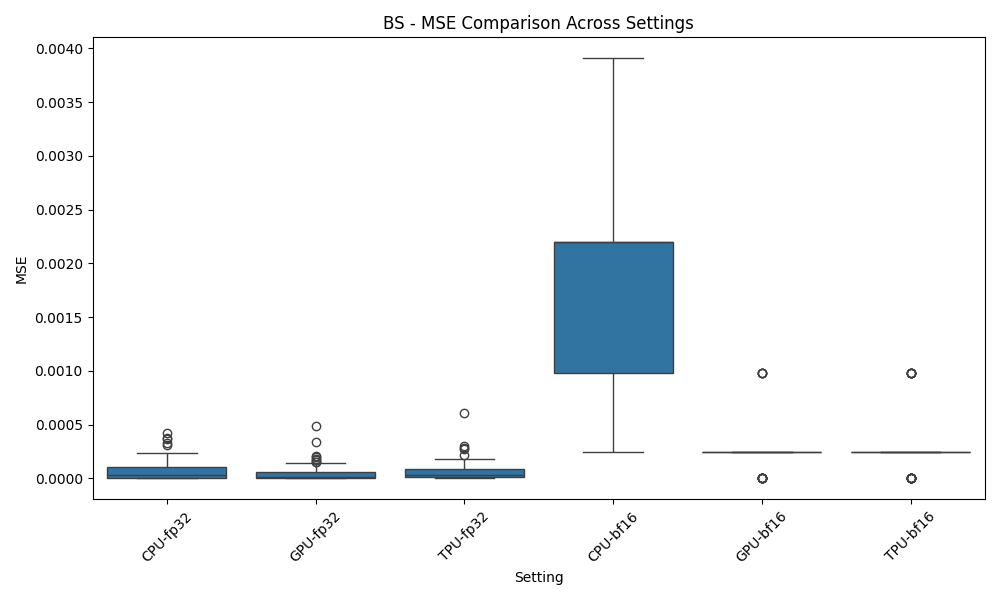 BS - MSE Comparison Across Settings
MSE
0.0040
0.0035
0.0030
0.0025
0.0020
0.0015
0.0010
0.0005
0.0000
CPU-fp32
GPU-fp32
TPU-fp32
CPU-bf16
GPU-bf16
TPU-bf16
Setting